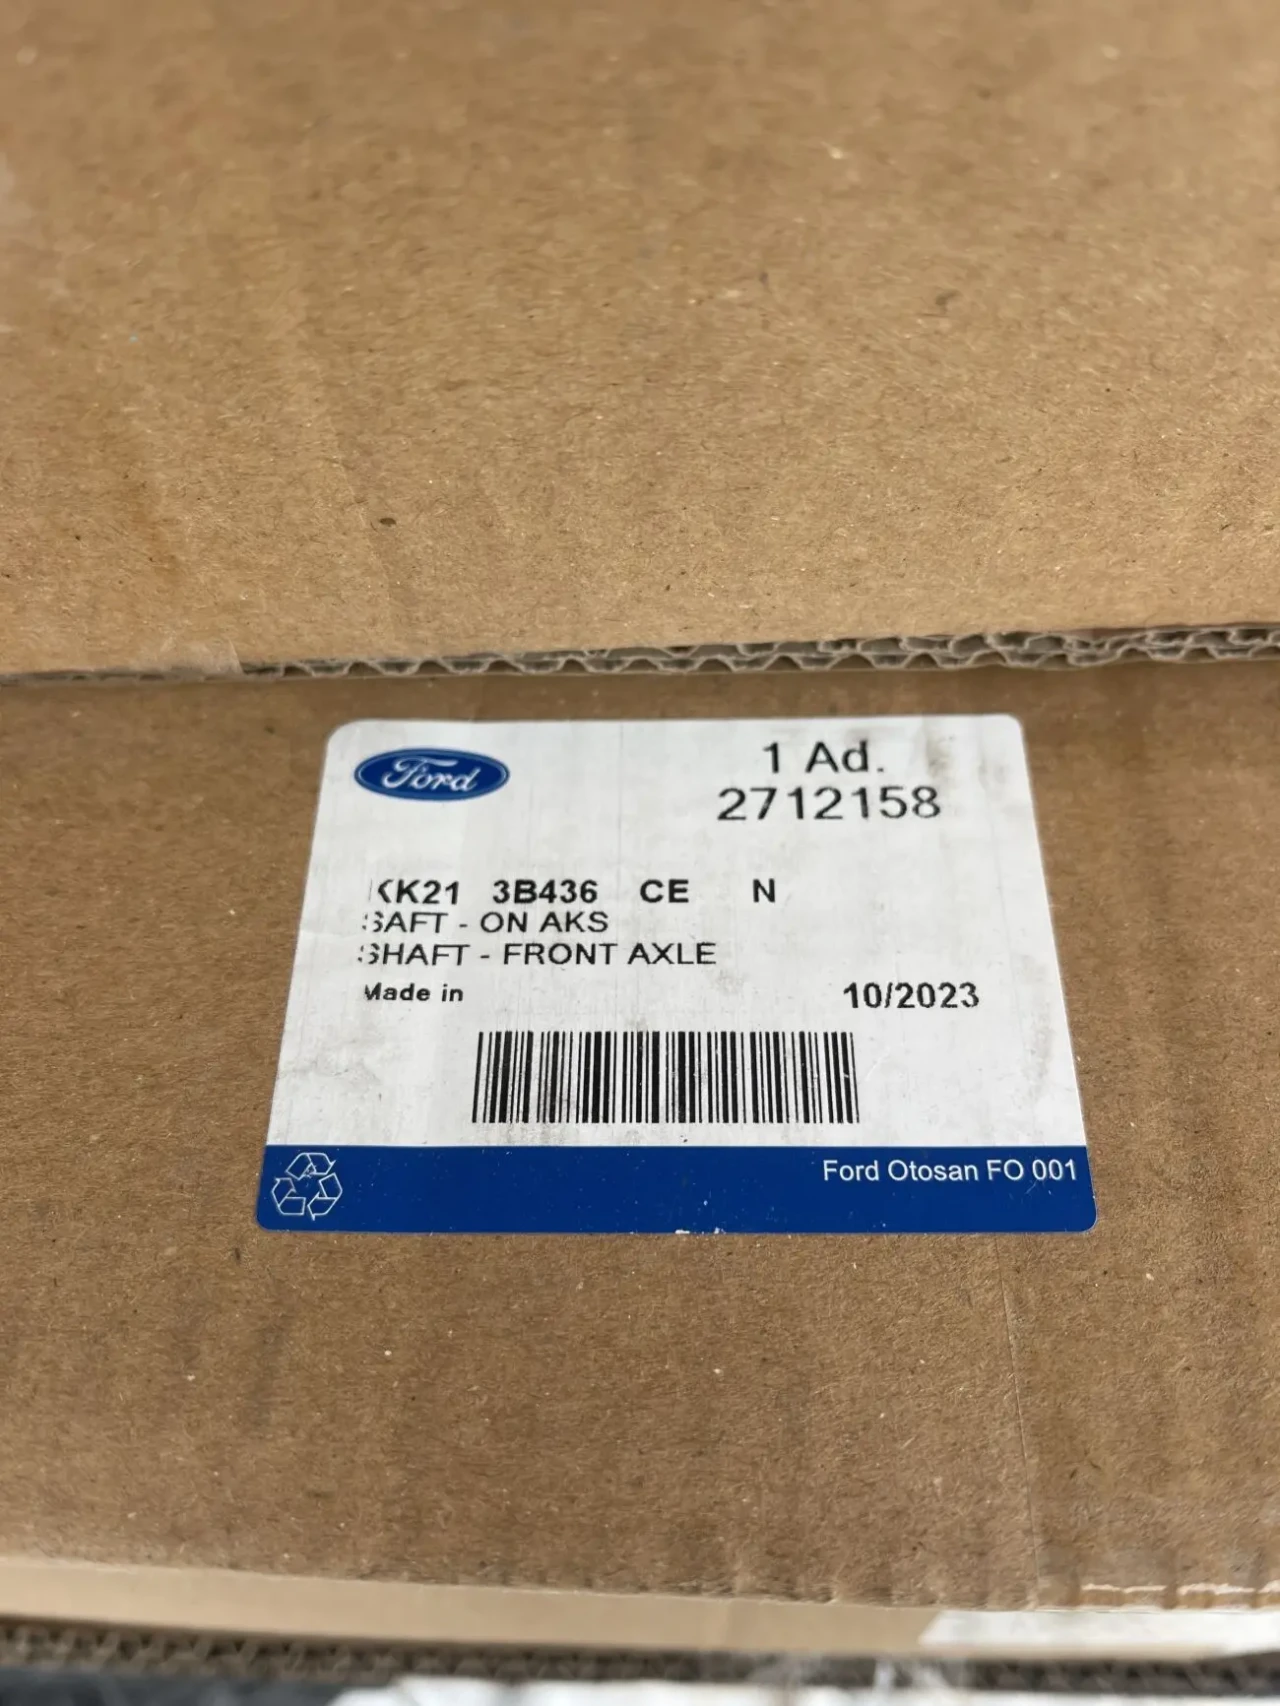 Ford
1 Ad.
2712158
KK21 3B436 CE N
SAFT - ON AKS
SHAFT - FRONT AXLE
Made in
10/2023
Ford Otosan FO 001